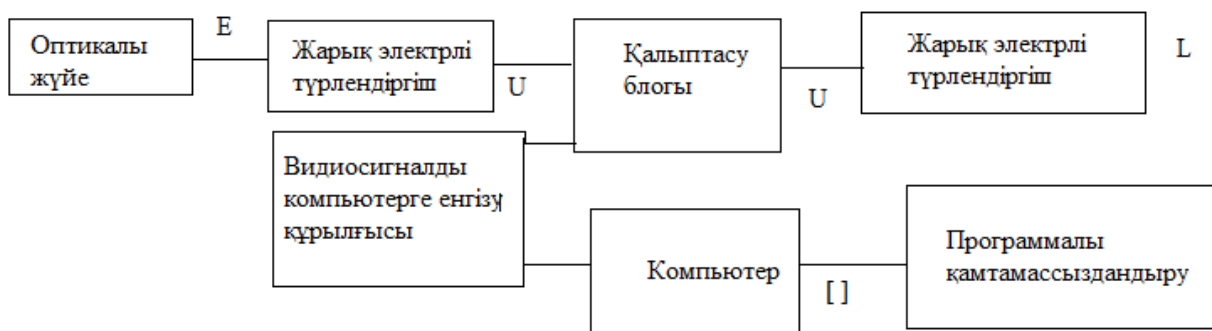 Оптикалы
жүйе
E
Жарық электрлі
түрлендіргіш
U
Қалыптасу
блогы
U
Жарық электрлі
түрлендіргіш
L
Видиосигналды
компьютерге енгізу
құрылғысы
Компьютер
[ ]
Программалы
қамтамассыздандыру